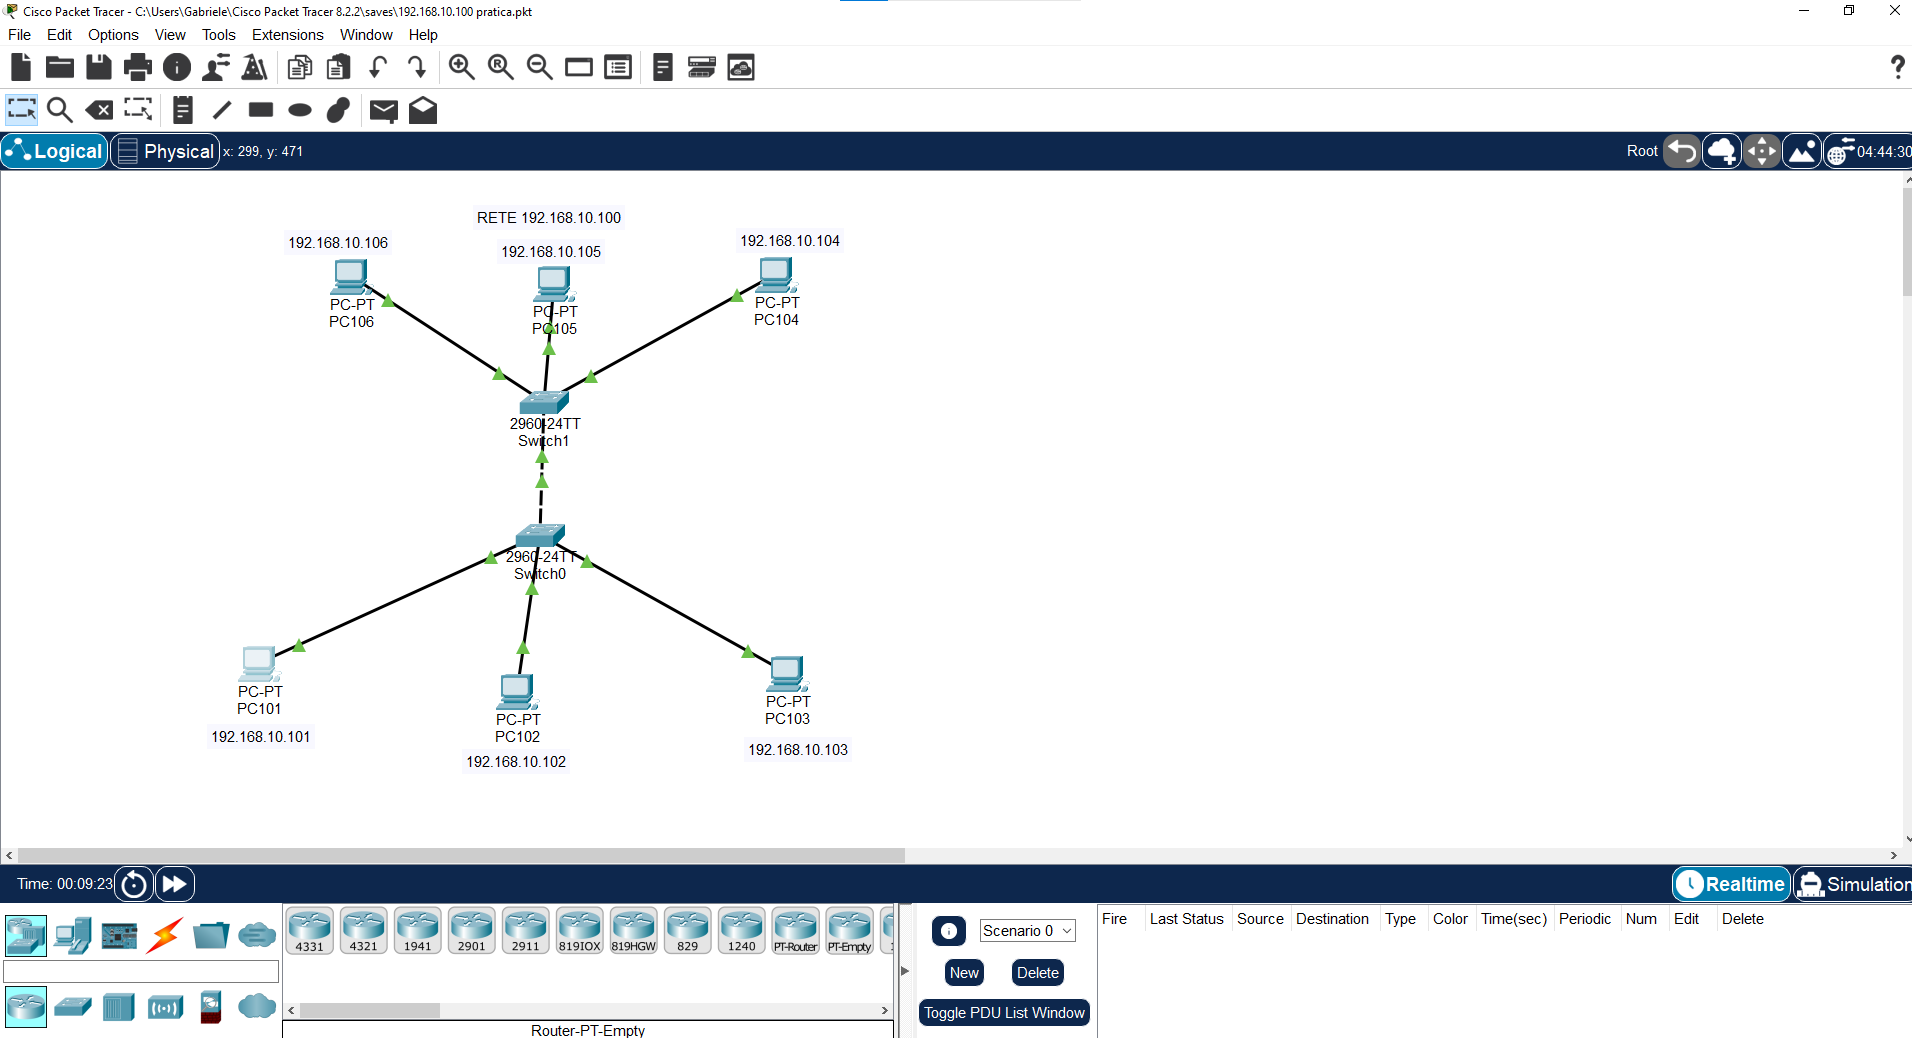 Cisco Packet Tracer - C:\Users\Gabriele\Cisco Packet Tracer 8.2.2\saves\192.168.10.100 pratica.pkt
File Edit Options View Tools Extensions Window Help
Logical Physical x: 299, y: 471
Root 04:44:30
RETE 192.168.10.100
192.168.10.106
192.168.10.105
192.168.10.104
PC-PT
PC106
PC-PT
PC105
PC-PT
PC104
2960-24TT
Switch1
2960-24TT
Switch0
PC-PT
PC101
192.168.10.101
PC-PT
PC102
192.168.10.102
PC-PT
PC103
192.168.10.103
Time: 00:09:23
Realtime Simulation
4331 4321 1941 2901 2911 819IOX 819HGW 829 1240 PT-Router PT-Empty
Router-PT-Empty
Scenario 0
New Delete
Toggle PDU List Window
Fire Last Status Source Destination Type Color Time(sec) Periodic Num Edit Delete